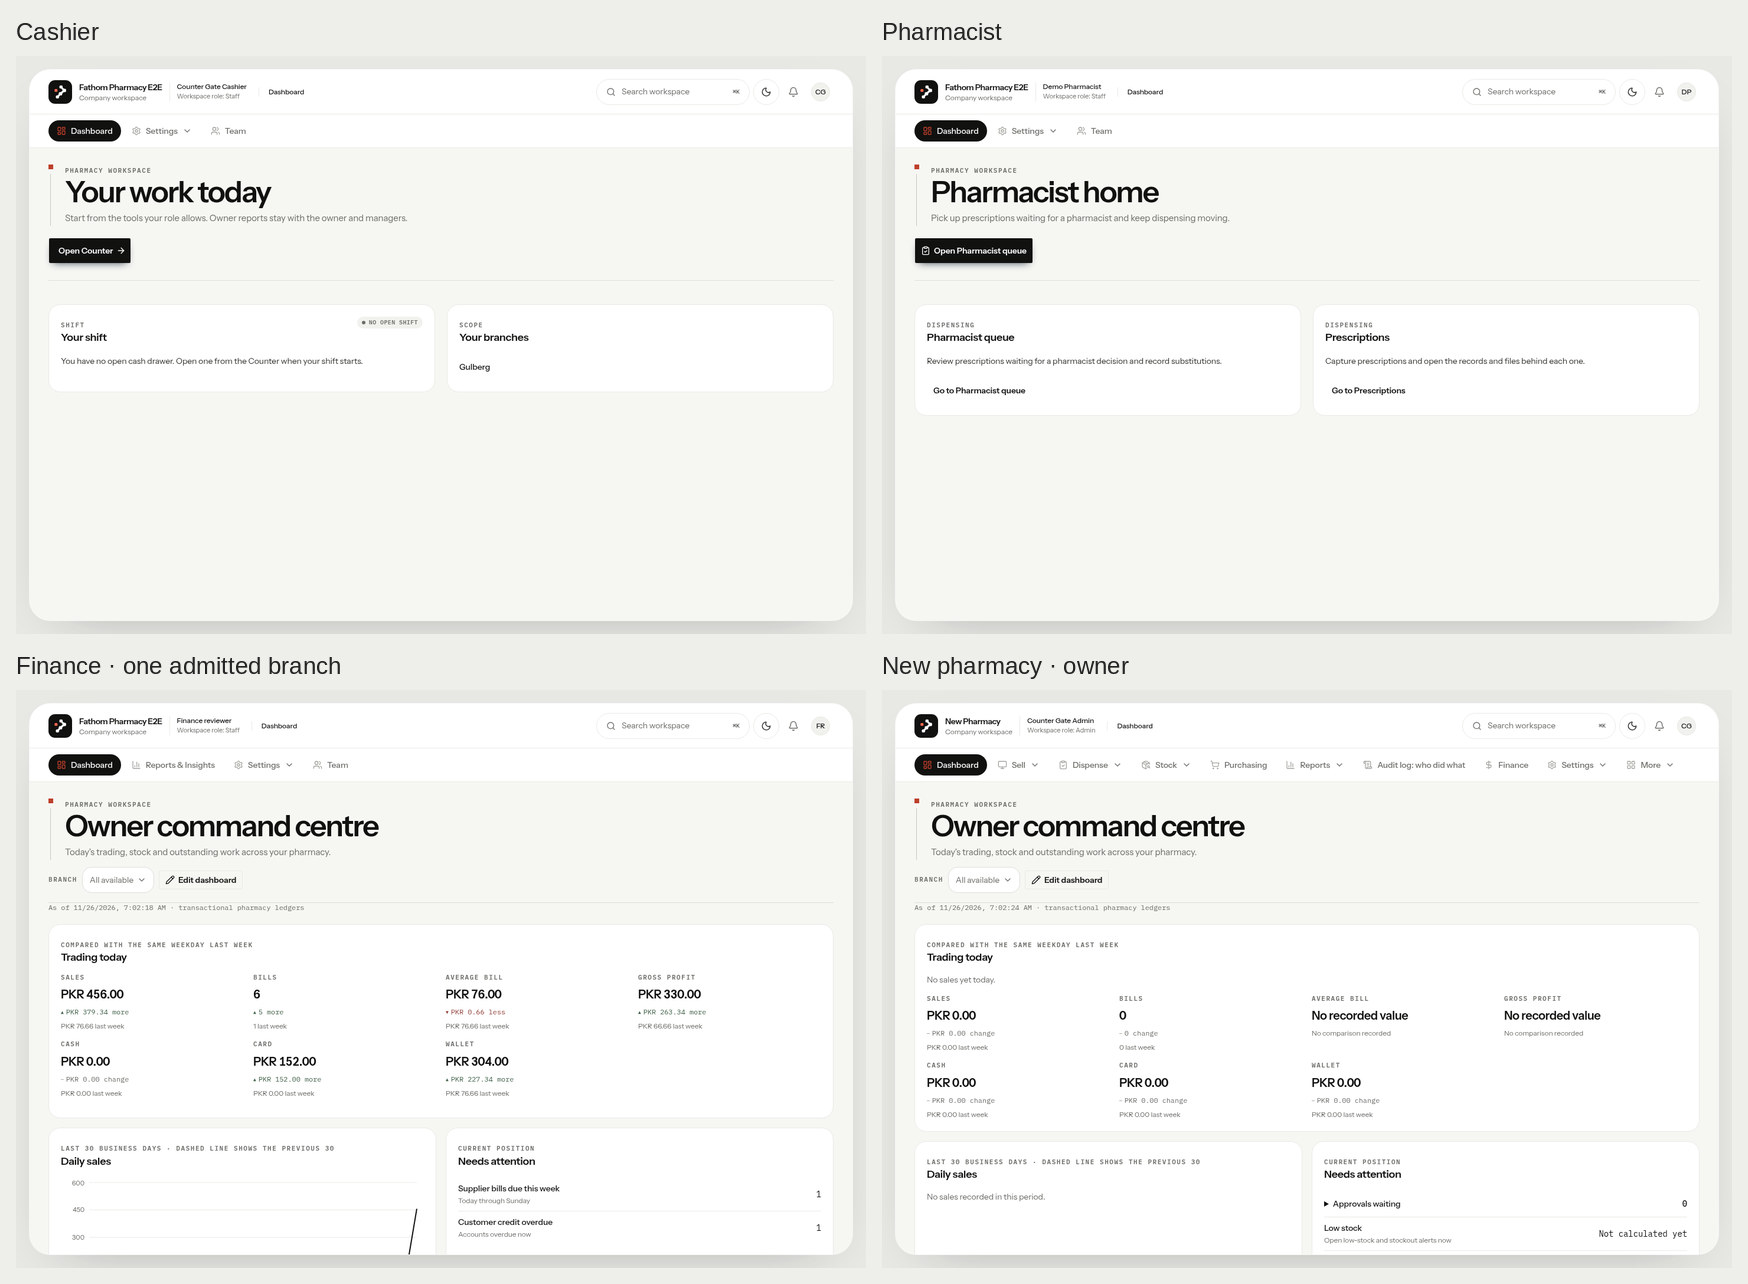 Cashier
Fathom Pharmacy E2E
Company workspace
Counter Gate Cashier
Workspace role: Staff
Dashboard
Search workspace
⌘K
CG
Dashboard
Settings
Team
PHARMACY WORKSPACE
Your work today
Start from the tools your role allows. Owner reports stay with the owner and managers.
Open Counter →
SHIFT
NO OPEN SHIFT
Your shift
You have no open cash drawer. Open one from the Counter when your shift starts.
SCOPE
Your branches
Gulberg
Pharmacist
Fathom Pharmacy E2E
Company workspace
Demo Pharmacist
Workspace role: Staff
Dashboard
Search workspace
⌘K
DP
Dashboard
Settings
Team
PHARMACY WORKSPACE
Pharmacist home
Pick up prescriptions waiting for a pharmacist and keep dispensing moving.
Open Pharmacist queue
DISPENSING
Pharmacist queue
Review prescriptions waiting for a pharmacist decision and record substitutions.
Go to Pharmacist queue
DISPENSING
Prescriptions
Capture prescriptions and open the records and files behind each one.
Go to Prescriptions
Finance · one admitted branch
Fathom Pharmacy E2E
Company workspace
Finance reviewer
Workspace role: Staff
Dashboard
Search workspace
⌘K
FR
Dashboard
Reports & Insights
Settings
Team
PHARMACY WORKSPACE
Owner command centre
Today's trading, stock and outstanding work across your pharmacy.
BRANCH
All available
Edit dashboard
As of 11/26/2026, 7:02:18 AM · transactional pharmacy ledgers
COMPARED WITH THE SAME WEEKDAY LAST WEEK
Trading today
SALES
PKR 456.00
▴ PKR 379.34 more
PKR 76.66 last week
BILLS
6
▴ 5 more
1 last week
AVERAGE BILL
PKR 76.00
▾ PKR 0.66 less
PKR 76.66 last week
GROSS PROFIT
PKR 330.00
▴ PKR 263.34 more
PKR 66.66 last week
CASH
PKR 0.00
– PKR 0.00 change
PKR 0.00 last week
CARD
PKR 152.00
▴ PKR 152.00 more
PKR 0.00 last week
WALLET
PKR 304.00
▴ PKR 227.34 more
PKR 76.66 last week
LAST 30 BUSINESS DAYS · DASHED LINE SHOWS THE PREVIOUS 30
Daily sales
600
450
300
CURRENT POSITION
Needs attention
Supplier bills due this week
Today through Sunday
1
Customer credit overdue
Accounts overdue now
1
New pharmacy · owner
New Pharmacy
Company workspace
Counter Gate Admin
Workspace role: Admin
Dashboard
Search workspace
⌘K
CG
Dashboard
Sell
Dispense
Stock
Purchasing
Reports
Audit log: who did what
Finance
Settings
More
PHARMACY WORKSPACE
Owner command centre
Today's trading, stock and outstanding work across your pharmacy.
BRANCH
All available
Edit dashboard
As of 11/26/2026, 7:02:24 AM · transactional pharmacy ledgers
COMPARED WITH THE SAME WEEKDAY LAST WEEK
Trading today
No sales yet today.
SALES
PKR 0.00
– PKR 0.00 change
PKR 0.00 last week
BILLS
0
– 0 change
0 last week
AVERAGE BILL
No recorded value
No comparison recorded
GROSS PROFIT
No recorded value
No comparison recorded
CASH
PKR 0.00
– PKR 0.00 change
PKR 0.00 last week
CARD
PKR 0.00
– PKR 0.00 change
PKR 0.00 last week
WALLET
PKR 0.00
– PKR 0.00 change
PKR 0.00 last week
LAST 30 BUSINESS DAYS · DASHED LINE SHOWS THE PREVIOUS 30
Daily sales
No sales recorded in this period.
CURRENT POSITION
Needs attention
▶ Approvals waiting
0
Low stock
Open low-stock and stockout alerts now
Not calculated yet